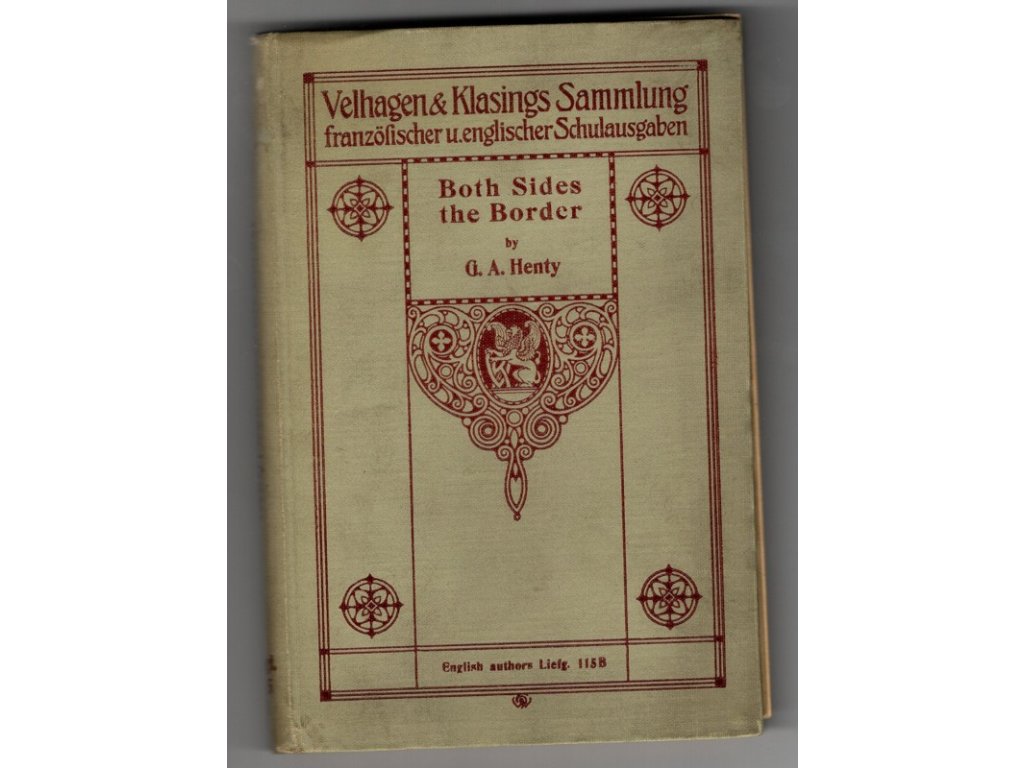 Velhagen & Klasings Sammlung
französischer u. englischer Schulausgaben
Both Sides
the Border
by
G. A. Henty
English authors Liefg. 115B